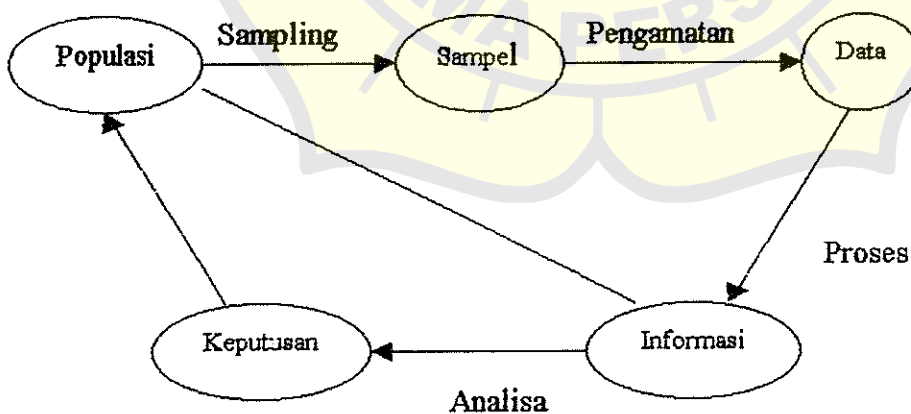 Populasi
Sampling
Sampel
Pengamatan
Data
Proses
Informasi
Analisa
Keputusan